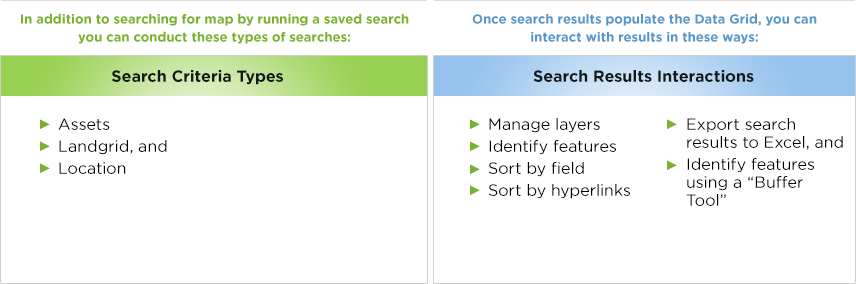 In addition to searching for map by running a saved search
you can conduct these types of searches:
Search Criteria Types
Assets
Landgrid, and
Location
Once search results populate the Data Grid, you can
interact with results in these ways:
Search Results Interactions
Manage layers
Identify features
Sort by field
Sort by hyperlinks
Export search
results to Excel, and
Identify features
using a “Buffer
Tool”